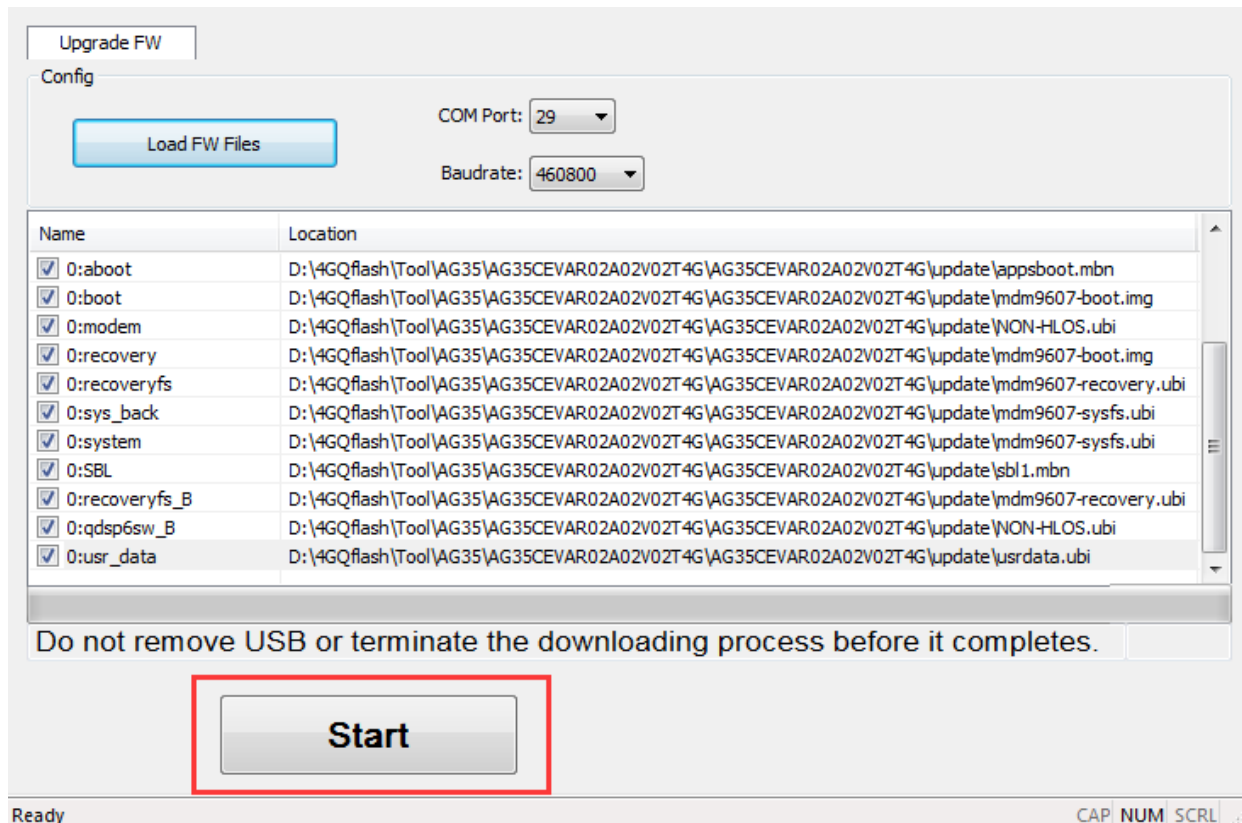 Upgrade FW
Config
Load FW Files
COM Port: 29
Baudrate: 460800
Name Location
0:aboot D:\4GQflash\Tool\AG35\AG35CEVAR02A02V02T4G\AG35CEVAR02A02V02T4G\update\appsboot.mbn
0:boot D:\4GQflash\Tool\AG35\AG35CEVAR02A02V02T4G\AG35CEVAR02A02V02T4G\update\mdm9607-boot.img
0:modem D:\4GQflash\Tool\AG35\AG35CEVAR02A02V02T4G\AG35CEVAR02A02V02T4G\update\NON-HLOS.ubi
0:recovery D:\4GQflash\Tool\AG35\AG35CEVAR02A02V02T4G\AG35CEVAR02A02V02T4G\update\mdm9607-boot.img
0:recoveryfs D:\4GQflash\Tool\AG35\AG35CEVAR02A02V02T4G\AG35CEVAR02A02V02T4G\update\mdm9607-recovery.ubi
0:sys_back D:\4GQflash\Tool\AG35\AG35CEVAR02A02V02T4G\AG35CEVAR02A02V02T4G\update\mdm9607-sysfs.ubi
0:system D:\4GQflash\Tool\AG35\AG35CEVAR02A02V02T4G\AG35CEVAR02A02V02T4G\update\mdm9607-sysfs.ubi
0:SBL D:\4GQflash\Tool\AG35\AG35CEVAR02A02V02T4G\AG35CEVAR02A02V02T4G\update\sbl1.mbn
0:recoveryfs_B D:\4GQflash\Tool\AG35\AG35CEVAR02A02V02T4G\AG35CEVAR02A02V02T4G\update\mdm9607-recovery.ubi
0:qdsp6sw_B D:\4GQflash\Tool\AG35\AG35CEVAR02A02V02T4G\AG35CEVAR02A02V02T4G\update\NON-HLOS.ubi
0:usr_data D:\4GQflash\Tool\AG35\AG35CEVAR02A02V02T4G\AG35CEVAR02A02V02T4G\update\usrdata.ubi
Do not remove USB or terminate the downloading process before it completes.
Start
Ready CAP NUM SCRL